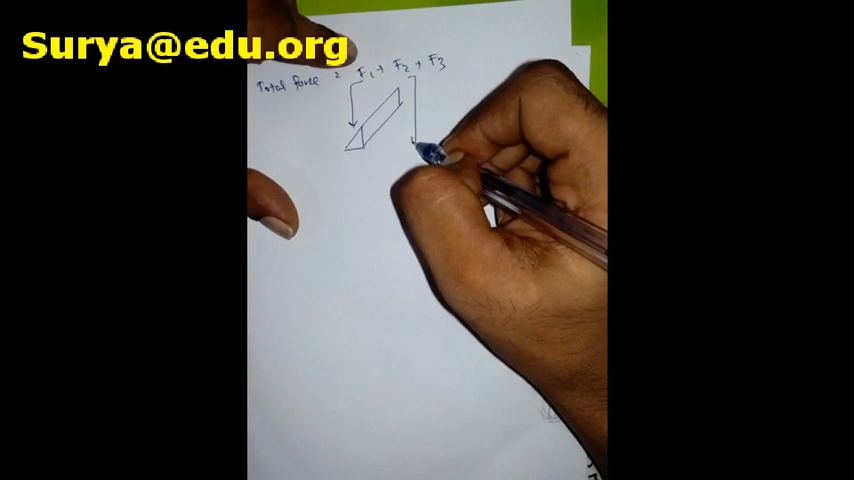 Surya@edu.org
Total force : F₁ + F₂ + F₃